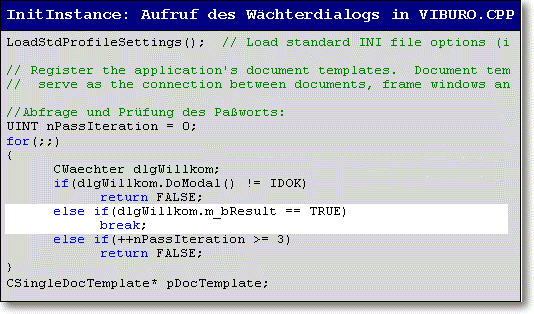 InitInstance: Aufruf des Wächterdialogs in VIBURO.CPP
LoadStdProfileSettings();  // Load standard INI file options (i
// Register the application's document templates.  Document tem
//  serve as the connection between documents, frame windows an
//Abfrage und Prüfung des Paßworts:
UINT nPassIteration = 0;
for(;;)
{
CWaechter dlgWillkom;
if(dlgWillkom.DoModal() != IDOK)
return FALSE;
else if(dlgWillkom.m_bResult == TRUE)
break;
else if(++nPassIteration >= 3)
return FALSE;
}
CSingleDocTemplate* pDocTemplate;